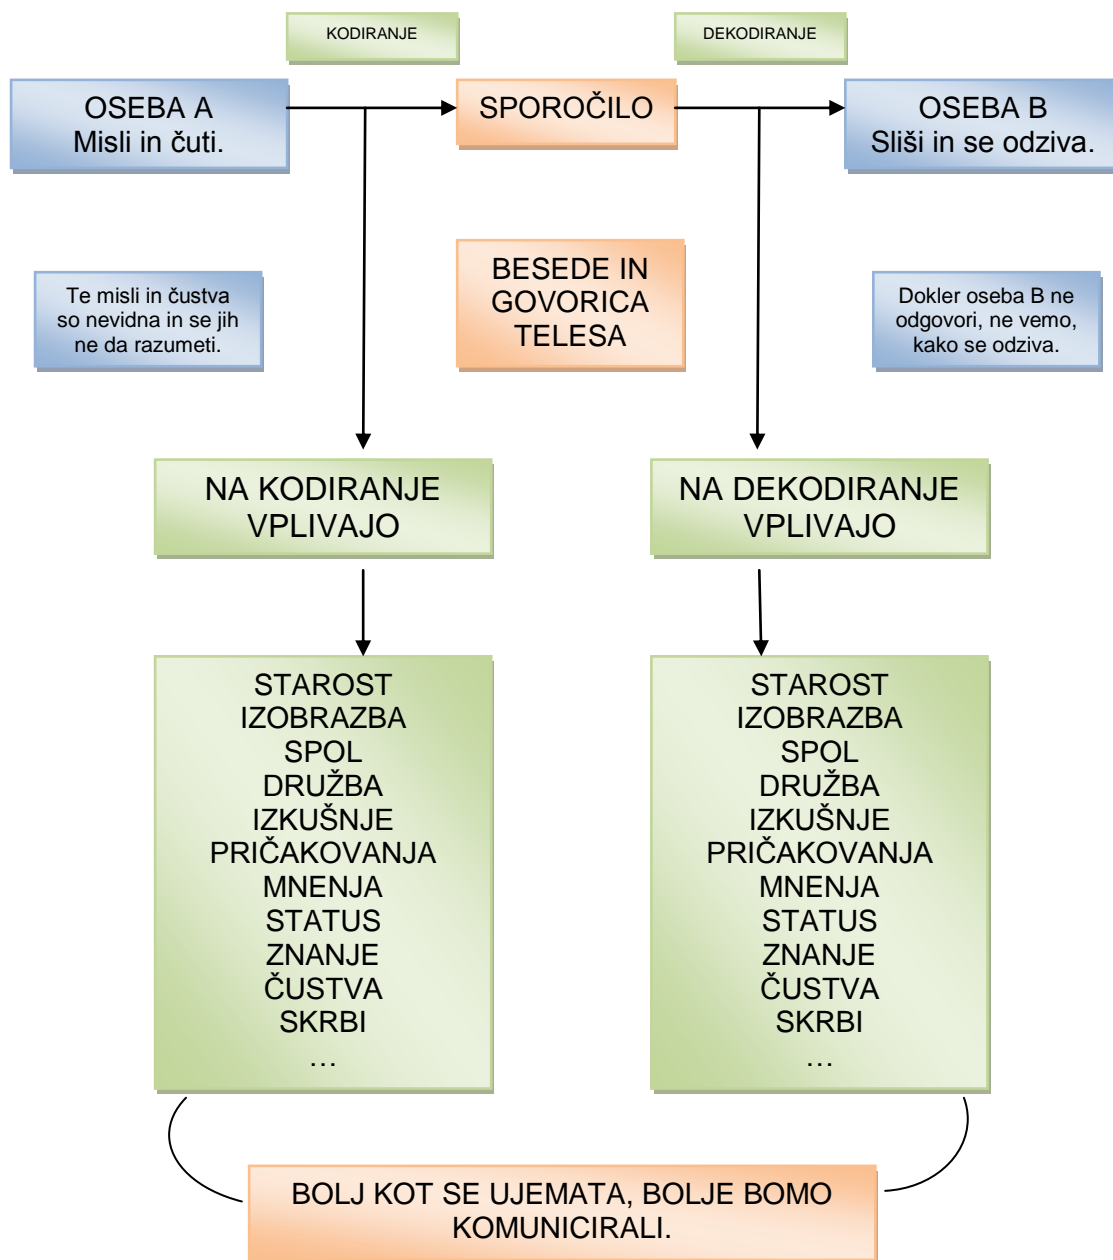 KODIRANJE
DEKODIRANJE
OSEBA A
Misli in čuti.
SPOROČILO
OSEBA B
Sliši in se odziva.
Te misli in čustva
so nevidna in se jih
ne da razumeti.
BESEDE IN
GOVORICA
TELESA
Dokler oseba B ne
odgovori, ne vemo,
kako se odziva.
NA KODIRANJE
VPLIVAJO
NA DEKODIRANJE
VPLIVAJO
STAROST
IZOBRAZBA
SPOL
DRUŽBA
IZKUŠNJE
PRIČAKOVANJA
MNENJA
STATUS
ZNANJE
ČUSTVA
SKRBI
…
STAROST
IZOBRAZBA
SPOL
DRUŽBA
IZKUŠNJE
PRIČAKOVANJA
MNENJA
STATUS
ZNANJE
ČUSTVA
SKRBI
…
BOLJ KOT SE UJEMATA, BOLJE BOMO
KOMUNICIRALI.